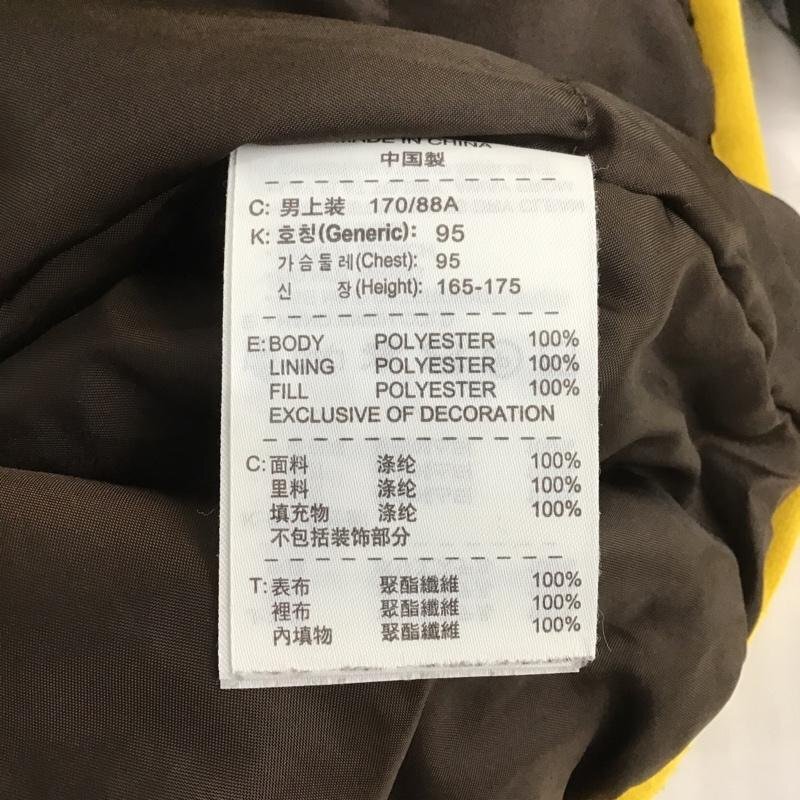 MADE IN CHINA
中国製
C: 男上装 170/88A
K: 호칭(Generic): 95
가슴둘레(Chest): 95
신 장(Height): 165-175
E: BODY POLYESTER 100%
LINING POLYESTER 100%
FILL POLYESTER 100%
EXCLUSIVE OF DECORATION
C: 面料 涤纶 100%
里料 涤纶 100%
填充物 涤纶 100%
不包括装饰部分
T: 表布 聚酯纖維 100%
裡布 聚酯纖維 100%
內填物 聚酯纖維 100%